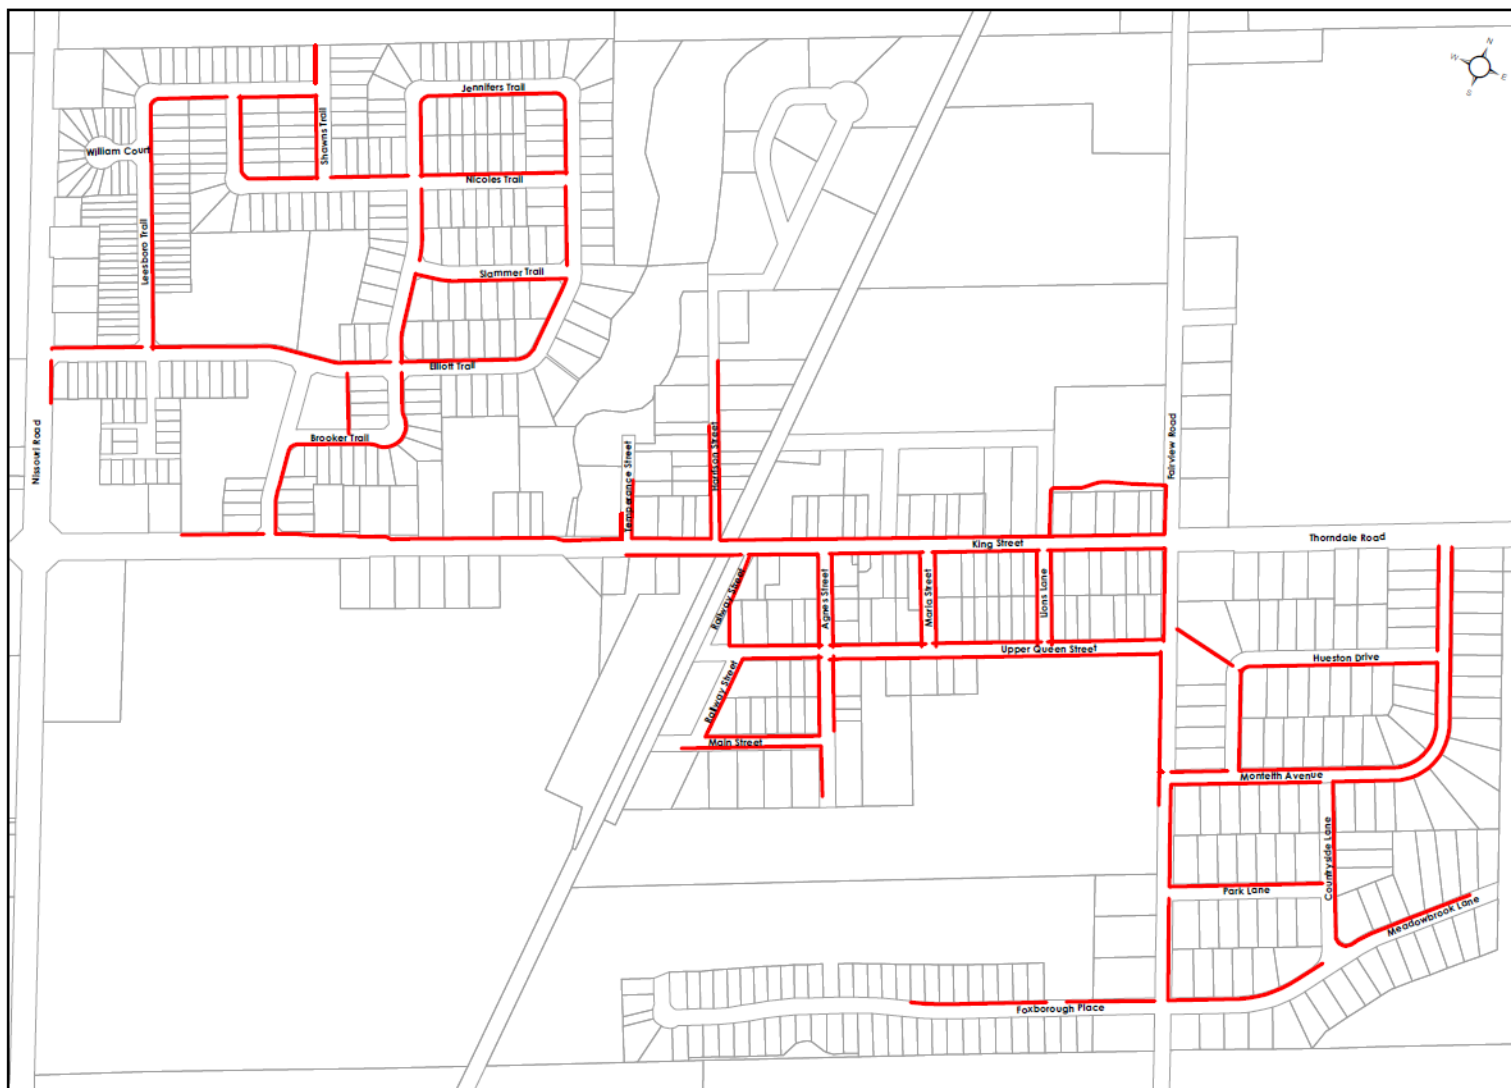 N
W
E
S
Jennifers Trail
Shawns Trail
William Court
Nicoles Trail
Leesboro Trail
Slammer Trail
Elliott Trail
Brooker Trail
Nissouri Road
Temperance Street
Harrison Street
Fairview Road
King Street
Thorndale Road
Railway Street
Agnes Street
Maria Street
Lions Lane
Upper Queen Street
Hueston Drive
Railway Street
Main Street
Monteith Avenue
Countryside Lane
Park Lane
Meadowbrook Lane
Foxborough Place